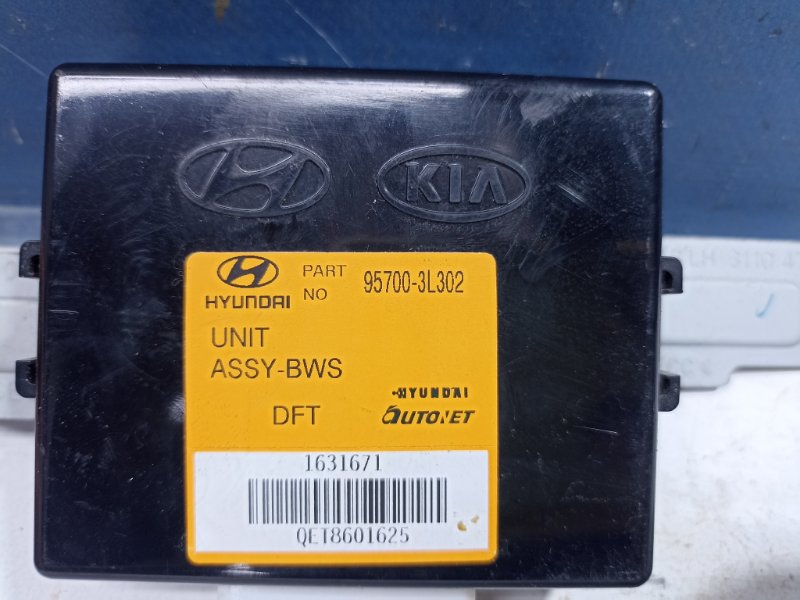 KIA
HYUNDAI PART NO 95700-3L302
UNIT
ASSY-BWS
DFT
HYUNDAI
AUTONET
1631671
QET8601625